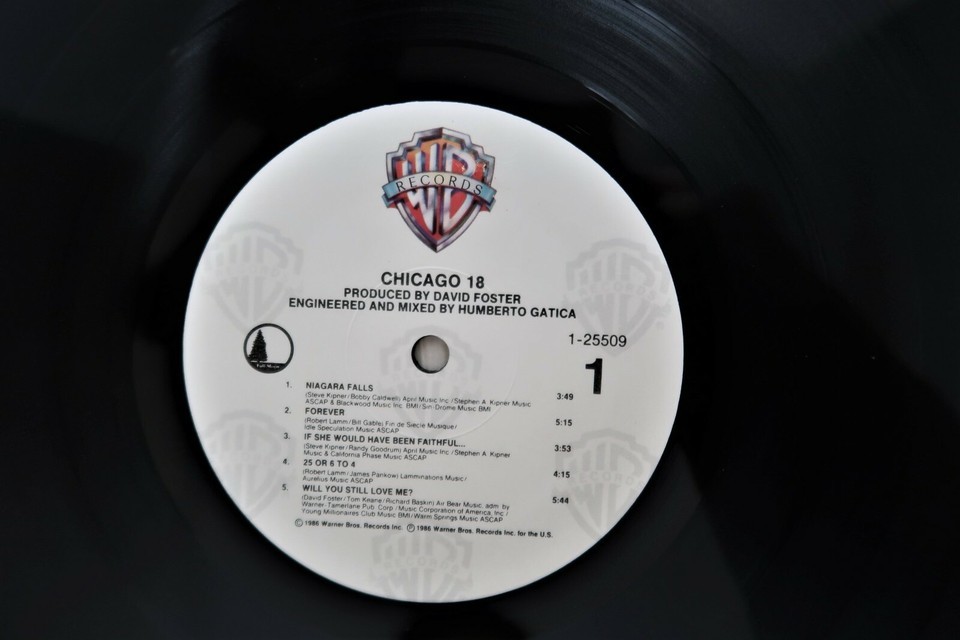 WB
RECORDS
CHICAGO 18
PRODUCED BY DAVID FOSTER
ENGINEERED AND MIXED BY HUMBERTO GATICA
1-25509
1
Full Moon
1. NIAGARA FALLS
(Steve Kipner/Bobby Caldwell) April Music Inc./Stephen A. Kipner Music
ASCAP & Blackwood Music Inc. BMI/Sin-Drome Music BMI
3:49
2. FOREVER
(Robert Lamm/Bill Gable) Fin de Siecle Musique/
Idle Speculation Music ASCAP
5:15
3. IF SHE WOULD HAVE BEEN FAITHFUL...
(Steve Kipner/Randy Goodrum) April Music Inc./Stephen A. Kipner
Music & California Phase Music ASCAP
3:53
4. 25 OR 6 TO 4
(Robert Lamm/James Pankow) Lamminations Music/
Aurelius Music ASCAP
4:15
5. WILL YOU STILL LOVE ME?
(David Foster/Tom Keane/Richard Baskin) Air Bear Music, adm. by
Warner-Tamerlane Pub. Corp./Music Corporation of America, Inc./
Young Millionaires Club Music BMI/Warm Springs Music ASCAP
5:44
© 1986 Warner Bros. Records Inc. ℗ 1986 Warner Bros. Records Inc. for the U.S.